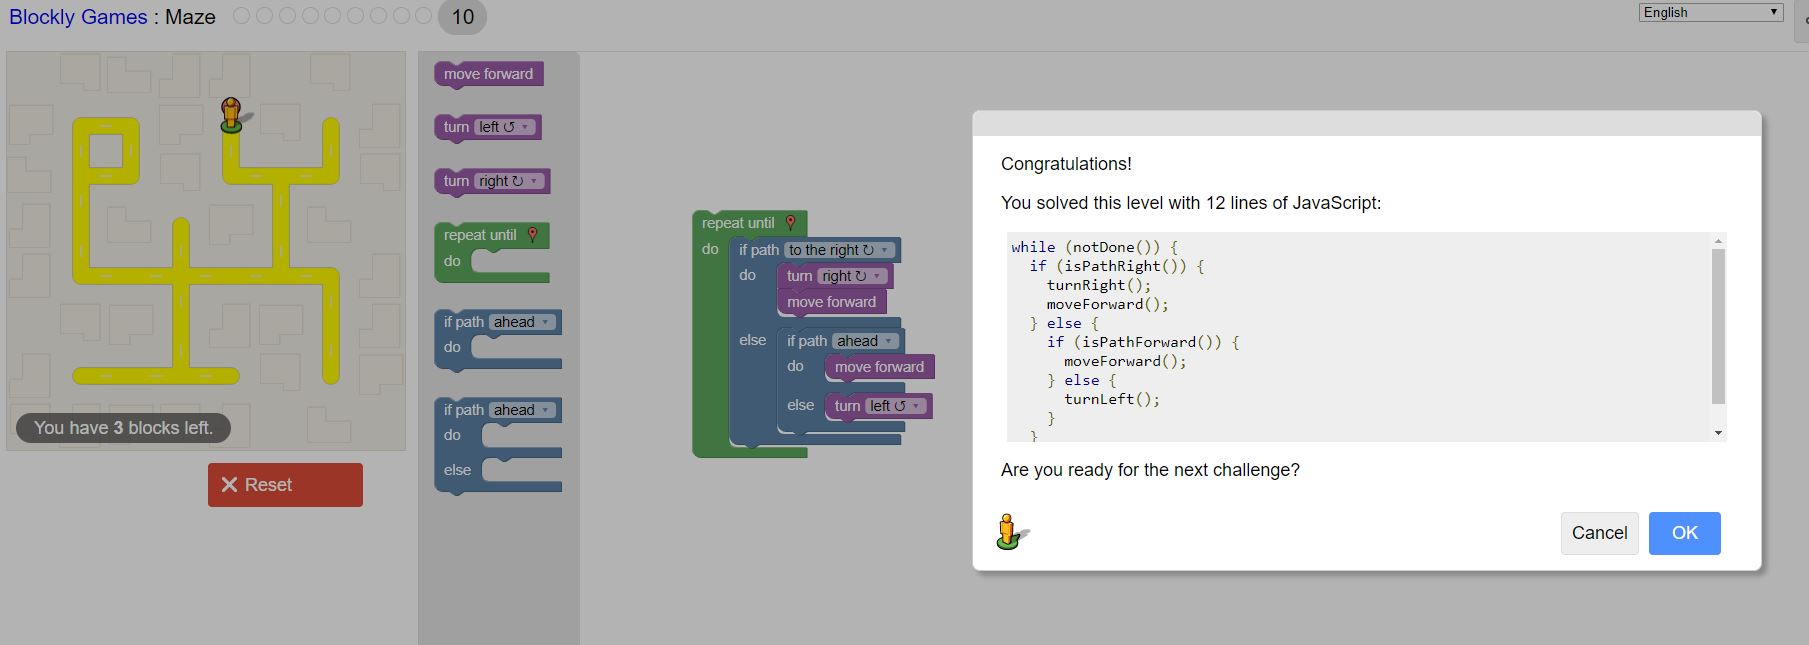 Blockly Games : Maze
10
English
move forward
turn left ↺ ▾
turn right ↻ ▾
repeat until
do
if path ahead ▾
do
if path ahead ▾
do
else
You have 3 blocks left.
Reset
repeat until
do if path to the right ↻ ▾
do turn right ↻ ▾
move forward
else if path ahead ▾
do move forward
else turn left ↺ ▾
Congratulations!
You solved this level with 12 lines of JavaScript:
while (notDone()) {
  if (isPathRight()) {
    turnRight();
    moveForward();
  } else {
    if (isPathForward()) {
      moveForward();
    } else {
      turnLeft();
    }
  }
Are you ready for the next challenge?
Cancel
OK